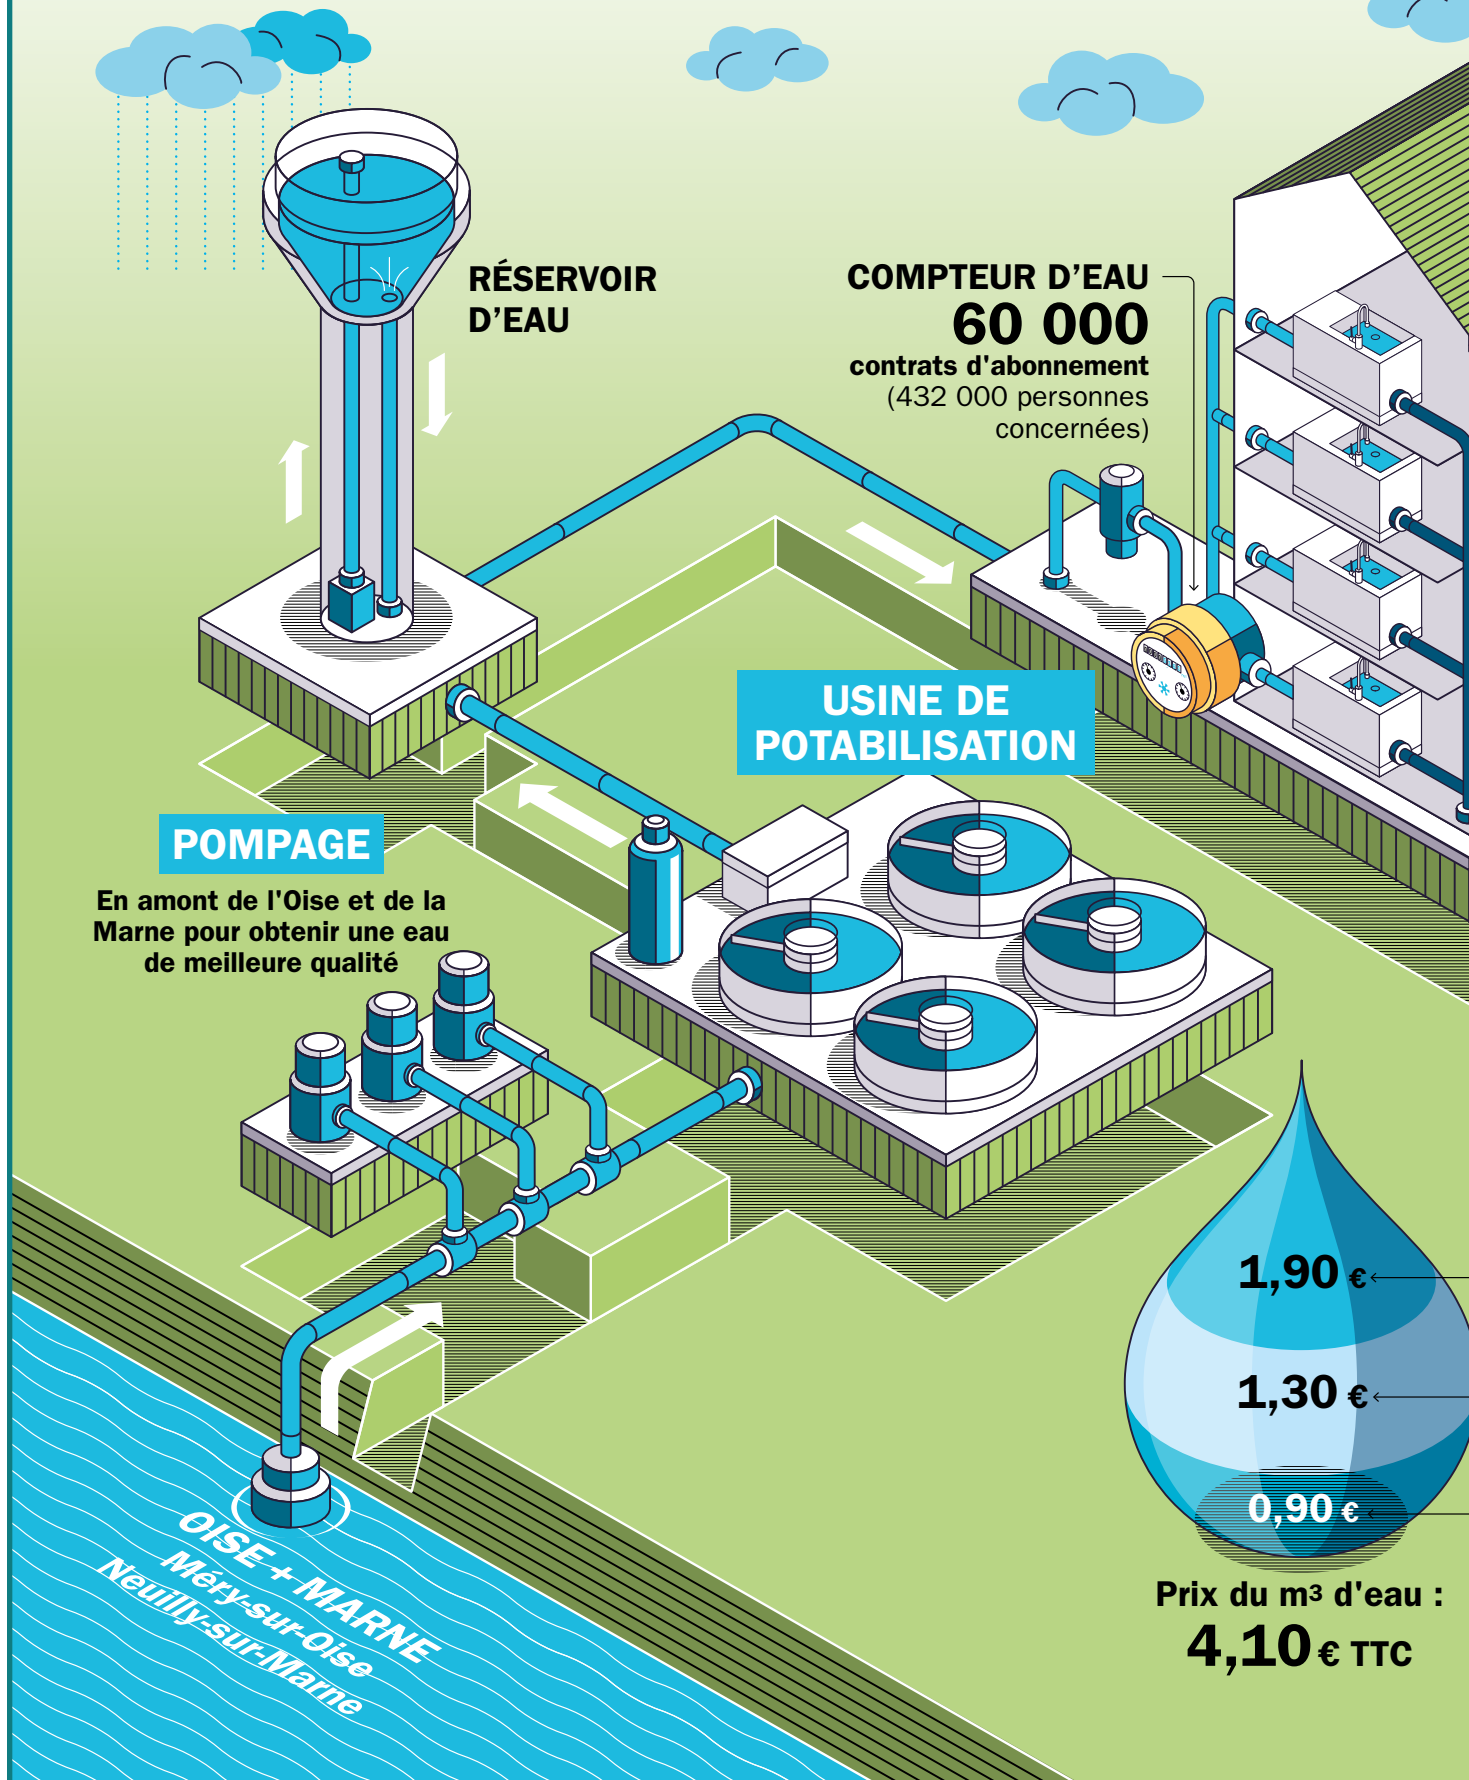 RÉSERVOIR
D’EAU
COMPTEUR D’EAU
60 000
contrats d'abonnement
(432 000 personnes
concernées)
USINE DE
POTABILISATION
POMPAGE
En amont de l'Oise et de la
Marne pour obtenir une eau
de meilleure qualité
1,90 €
1,30 €
0,90 €
Prix du m3 d'eau :
4,10 € TTC
OISE + MARNE
Méry-sur-Oise
Neuilly-sur-Marne